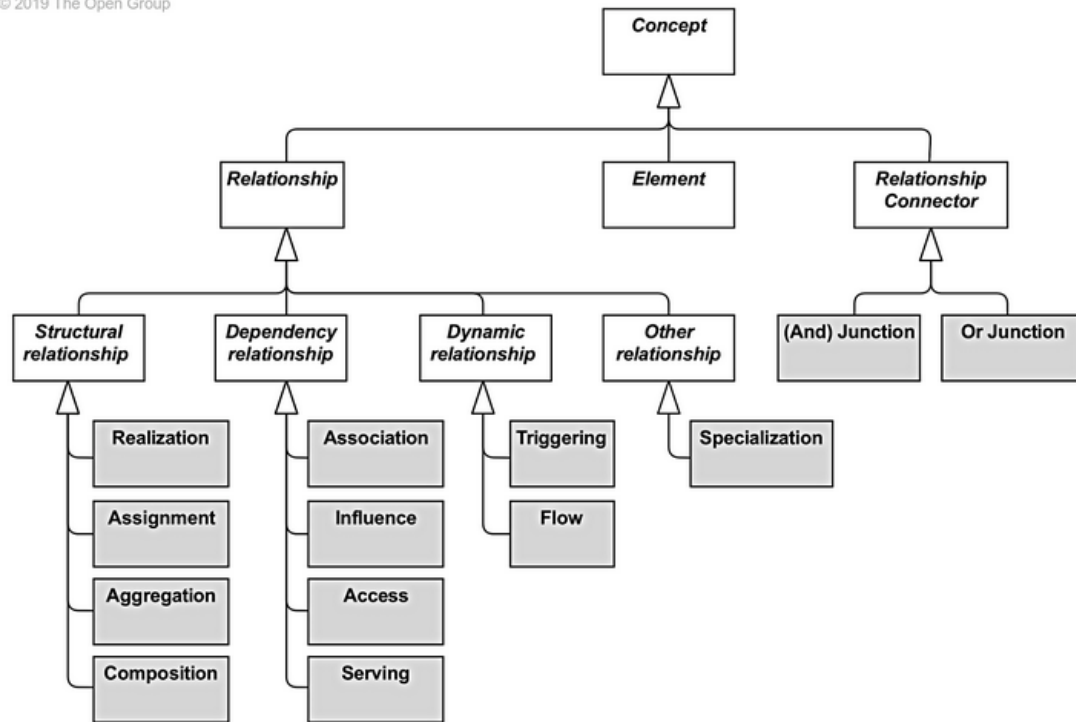 © 2019 The Open Group
Concept
Relationship
Element
Relationship
Connector
Structural
relationship
Dependency
relationship
Dynamic
relationship
Other
relationship
(And) Junction
Or Junction
Realization
Association
Triggering
Specialization
Assignment
Influence
Flow
Aggregation
Access
Composition
Serving